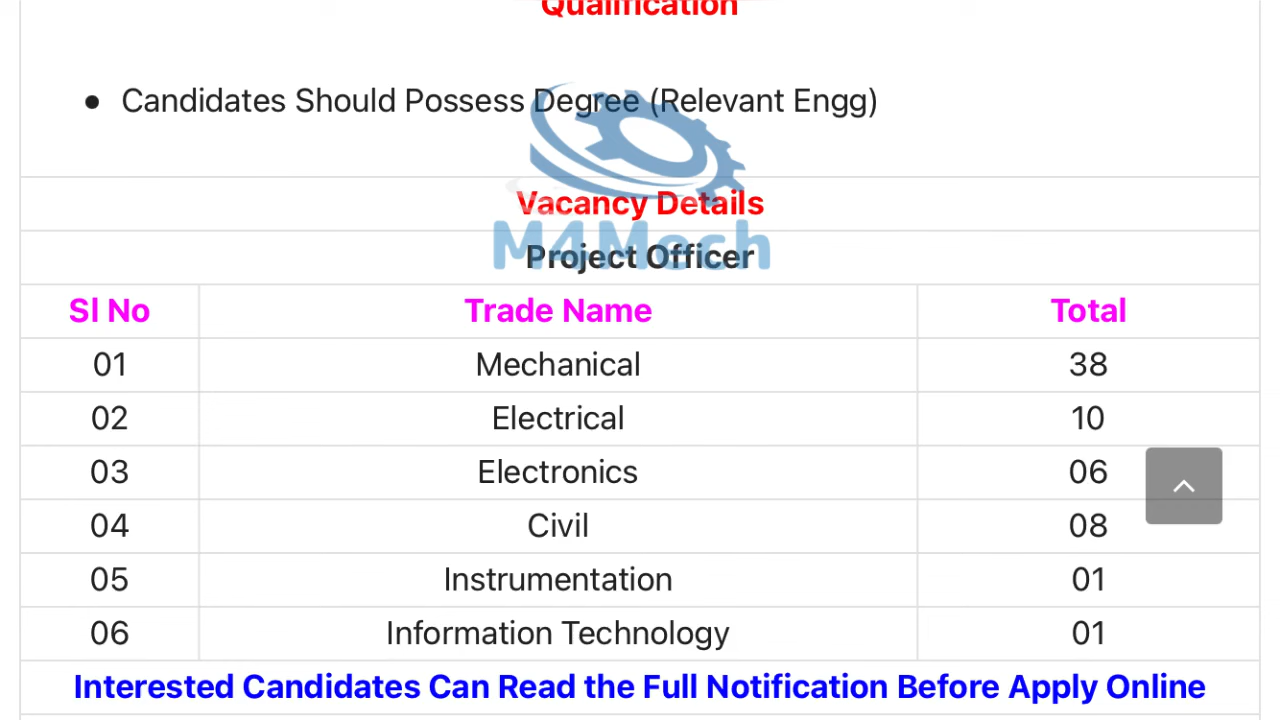 Qualification
● Candidates Should Possess Degree (Relevant Engg)
Vacancy Details
M4Mech
Project Officer
Sl No Trade Name Total
01 Mechanical 38
02 Electrical 10
03 Electronics 06
04 Civil 08
05 Instrumentation 01
06 Information Technology 01
Interested Candidates Can Read the Full Notification Before Apply Online